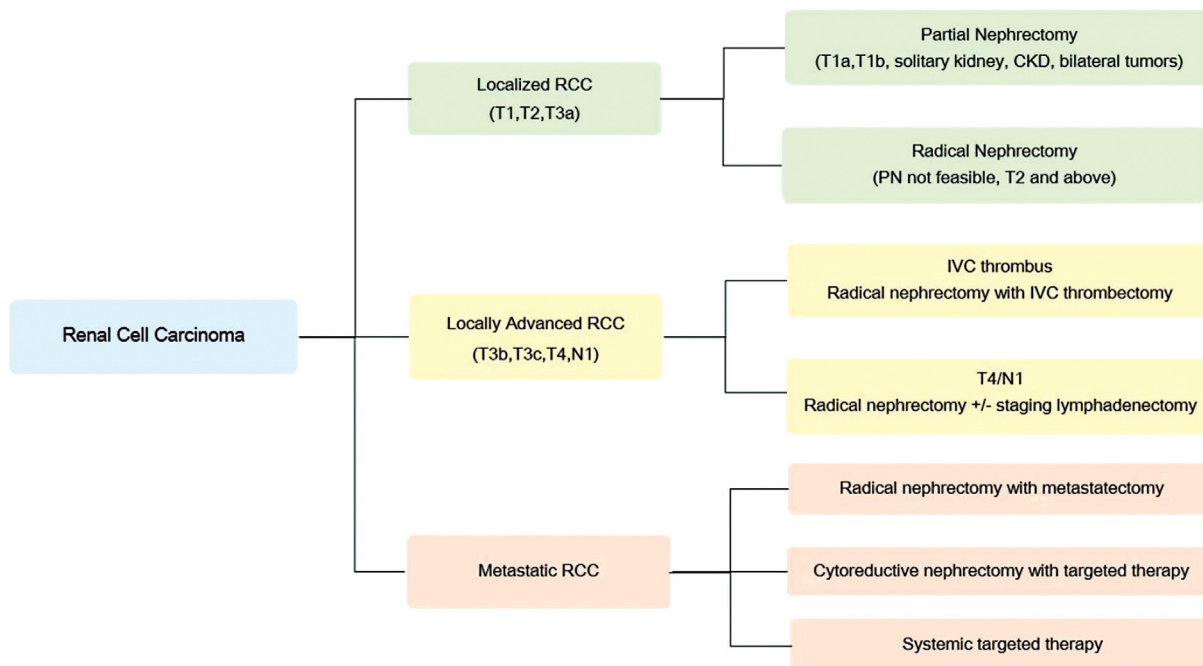 Renal Cell Carcinoma
Localized RCC
(T1,T2,T3a)
Partial Nephrectomy
(T1a,T1b, solitary kidney, CKD, bilateral tumors)
Radical Nephrectomy
(PN not feasible, T2 and above)
Locally Advanced RCC
(T3b,T3c,T4,N1)
IVC thrombus
Radical nephrectomy with IVC thrombectomy
T4/N1
Radical nephrectomy +/- staging lymphadenectomy
Metastatic RCC
Radical nephrectomy with metastatectomy
Cytoreductive nephrectomy with targeted therapy
Systemic targeted therapy